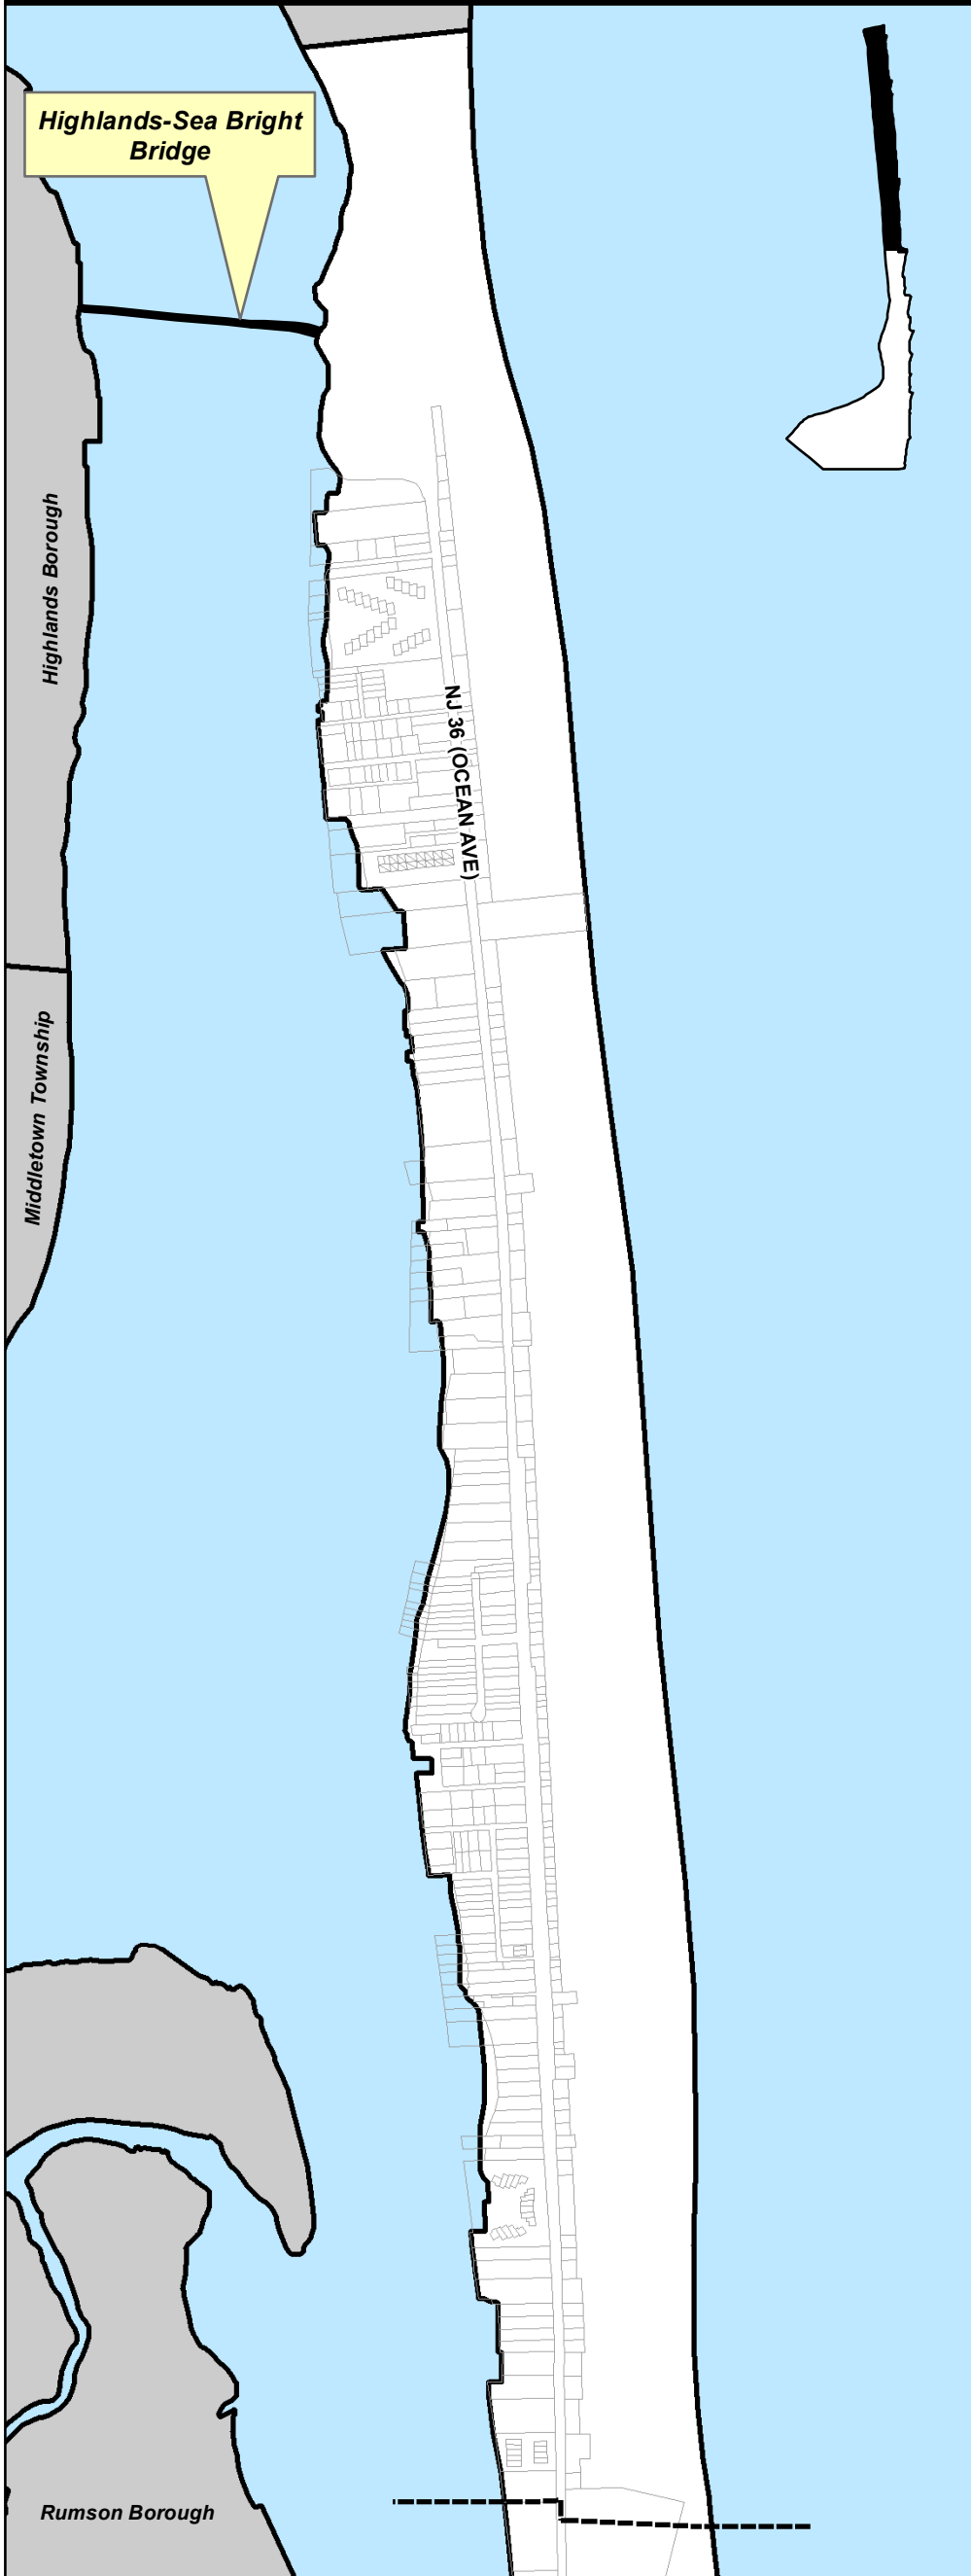 Highlands-Sea Bright
Bridge
Highlands Borough
NJ 36 (OCEAN AVE)
Middletown Township
Rumson Borough